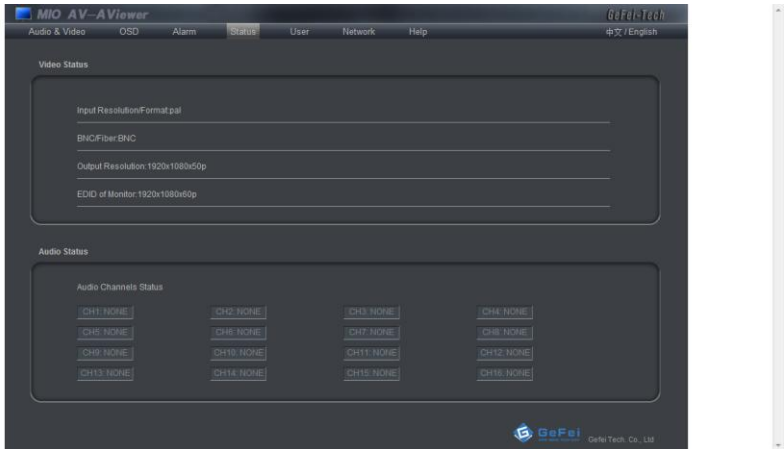 MIO AV-AViewer GeFei-Tech
Audio & Video OSD Alarm Status User Network Help 中文 / English
Video Status
Input Resolution/Format:pal
BNC/Fiber:BNC
Output Resolution:1920x1080x50p
EDID of Monitor:1920x1080x60p
Audio Status
Audio Channels Status
CH1: NONE CH2: NONE CH3: NONE CH4: NONE
CH5: NONE CH6: NONE CH7: NONE CH8: NONE
CH9: NONE CH10: NONE CH11: NONE CH12: NONE
CH13: NONE CH14: NONE CH15: NONE CH16: NONE
GeFei Gefei Tech. Co., Ltd